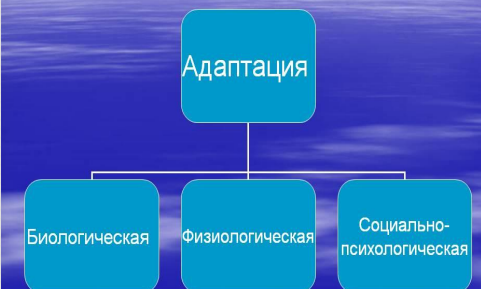 Адаптация
Биологическая
Физиологическая
Социально-
психологическая